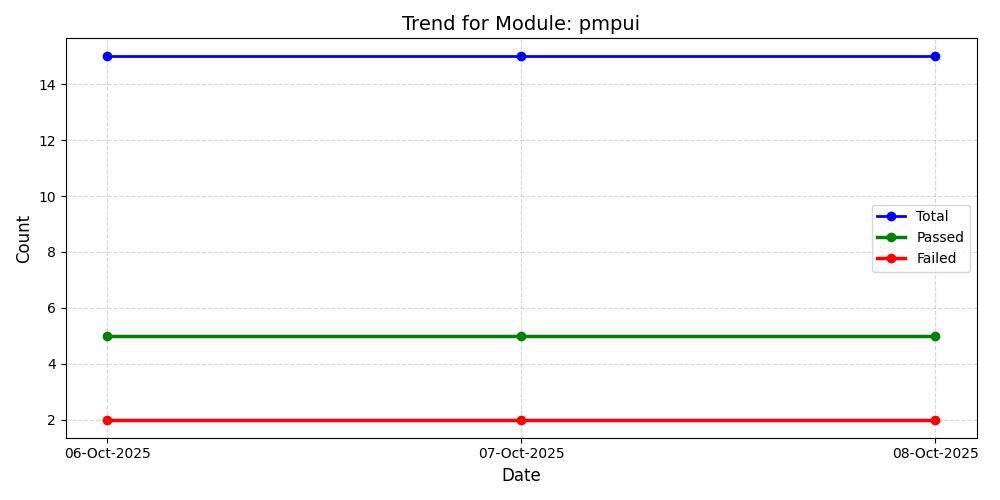 Trend for Module: pmpui
Count
14
12
10
8
6
4
2
Total
Passed
Failed
06-Oct-2025
07-Oct-2025
08-Oct-2025
Date